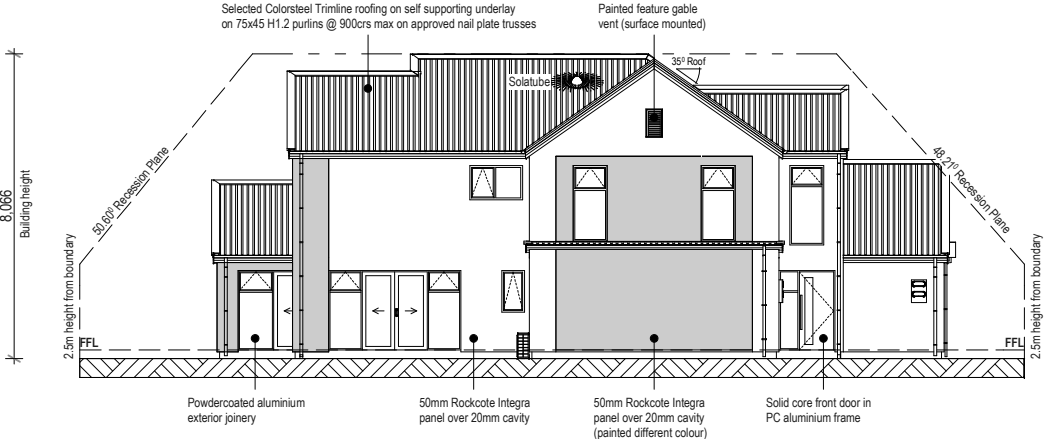 Selected Colorsteel Trimline roofing on self supporting underlay
on 75x45 H1.2 purlins @ 900crs max on approved nail plate trusses
Painted feature gable
vent (surface mounted)
35⁰ Roof
Solatube
50.60⁰ Recession Plane
48.21⁰ Recession Plane
8,066
Building height
2.5m height from boundary
2.5m height from boundary
FFL
FFL
Powdercoated aluminium
exterior joinery
50mm Rockcote Integra
panel over 20mm cavity
50mm Rockcote Integra
panel over 20mm cavity
(painted different colour)
Solid core front door in
PC aluminium frame